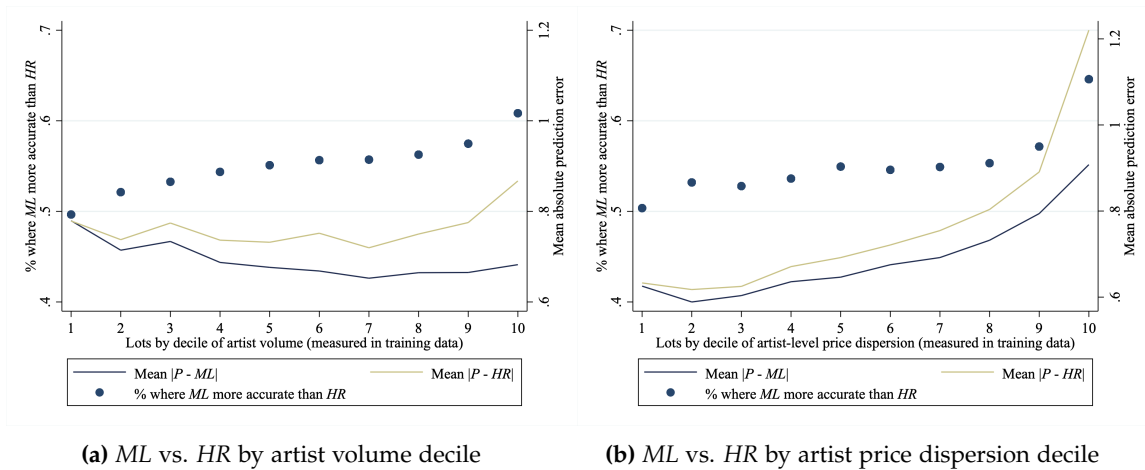 % where ML more accurate than HR
.4 .5 .6 .7
Mean absolute prediction error
.6 .8 1 1.2
1 2 3 4 5 6 7 8 9 10
Lots by decile of artist volume (measured in training data)
Mean |P - ML| Mean |P - HR|
% where ML more accurate than HR
(a) ML vs. HR by artist volume decile
% where ML more accurate than HR
.4 .5 .6 .7
Mean absolute prediction error
.6 .8 1 1.2
1 2 3 4 5 6 7 8 9 10
Lots by decile of artist-level price dispersion (measured in training data)
Mean |P - ML| Mean |P - HR|
% where ML more accurate than HR
(b) ML vs. HR by artist price dispersion decile